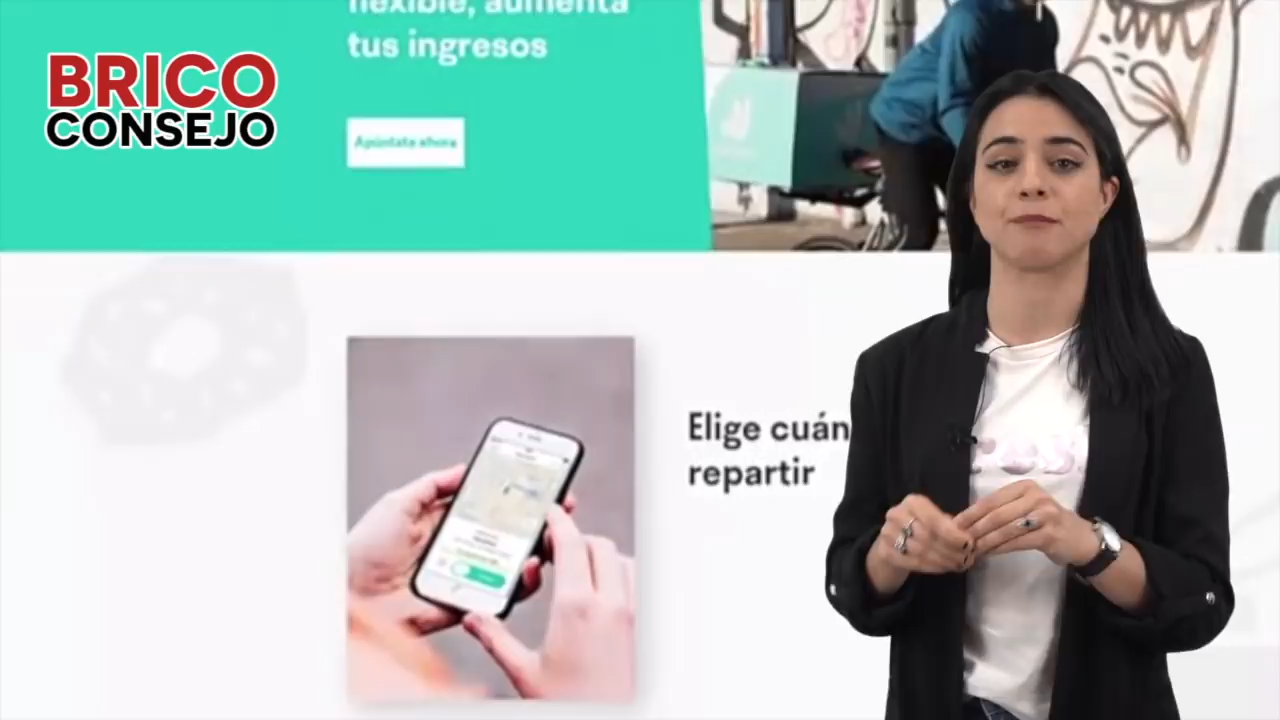 BRICO
CONSEJO
flexible, aumenta
tus ingresos
Apúntate ahora
Elige cuán
repartir